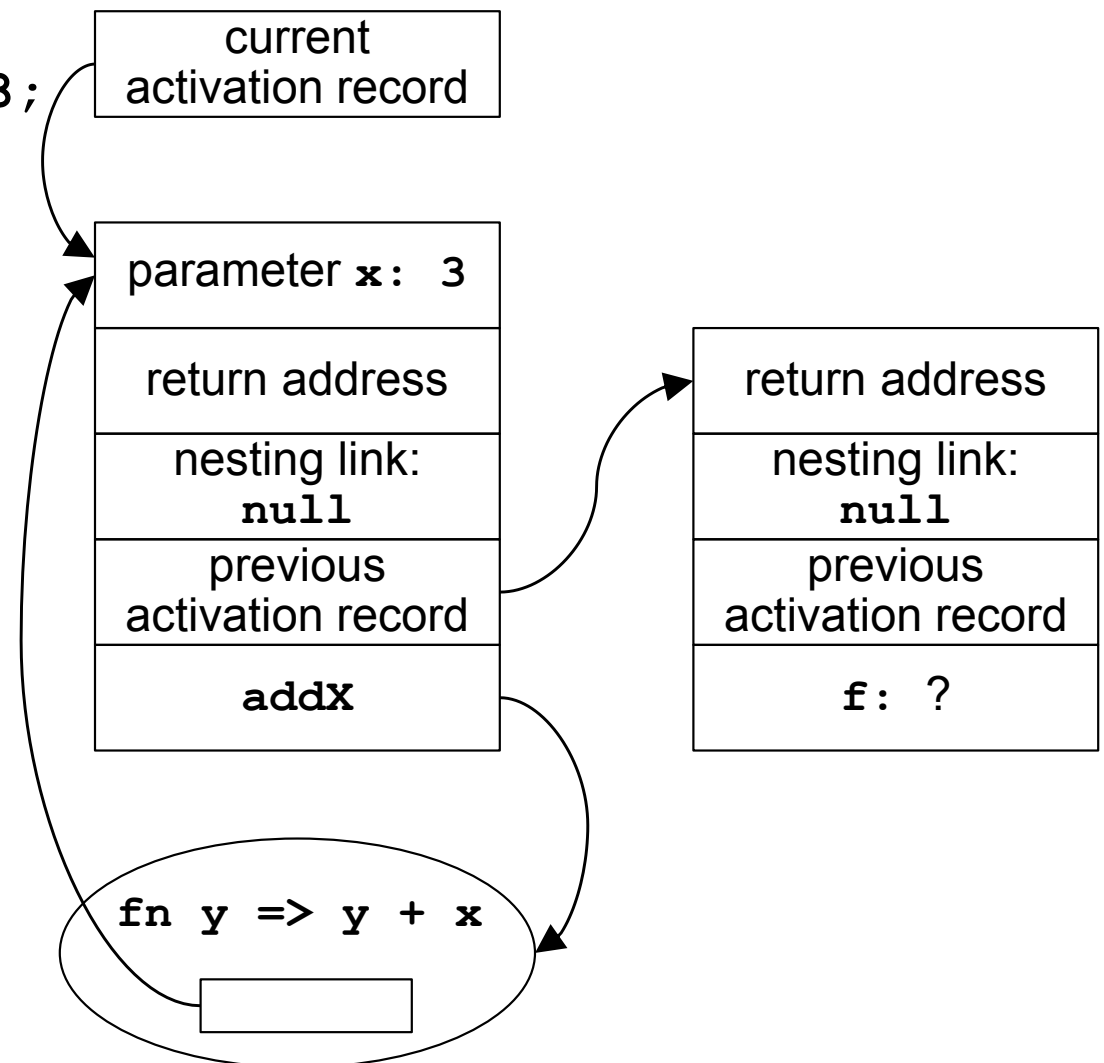 current
activation record
3;
parameter x: 3
return address
nesting link:
null
previous
activation record
addX
return address
nesting link:
null
previous
activation record
f: ?
fn y => y + x